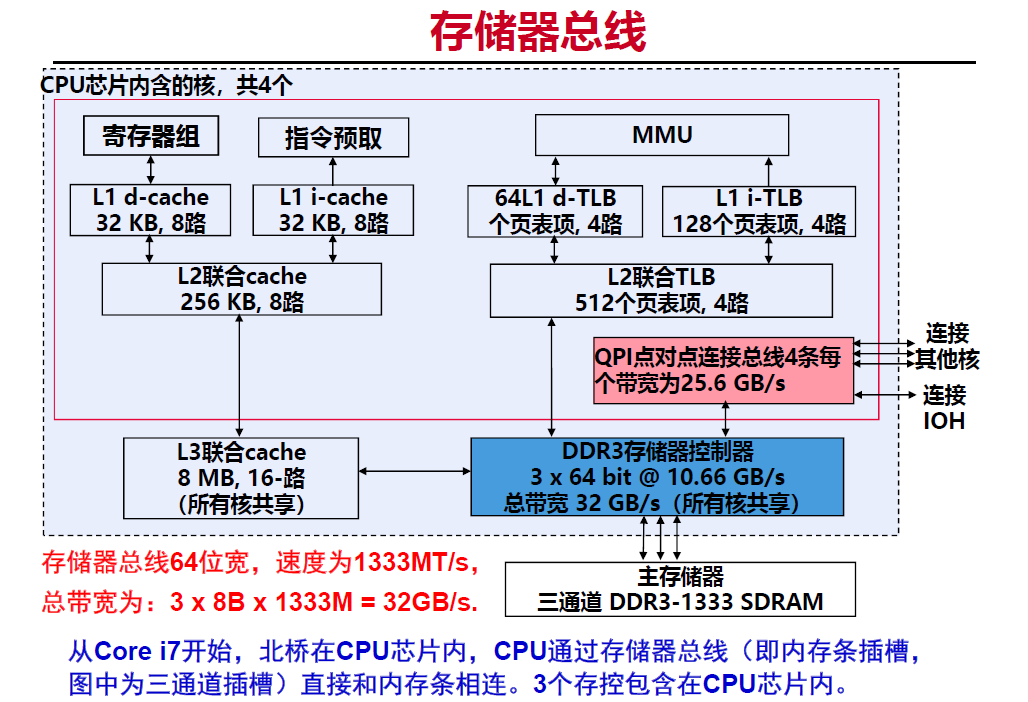 存储器总线
CPU芯片内含的核，共4个
寄存器组
指令预取
MMU
L1 d-cache
32 KB, 8路
L1 i-cache
32 KB, 8路
64L1 d-TLB
个页表项, 4路
L1 i-TLB
128个页表项, 4路
L2联合cache
256 KB, 8路
L2联合TLB
512个页表项, 4路
QPI点对点连接总线4条每
个带宽为25.6 GB/s
连接
其他核
连接
IOH
L3联合cache
8 MB, 16-路
（所有核共享）
DDR3存储器控制器
3 x 64 bit @ 10.66 GB/s
总带宽 32 GB/s（所有核共享）
主存储器
三通道 DDR3-1333 SDRAM
存储器总线64位宽，速度为1333MT/s，
总带宽为：3 x 8B x 1333M = 32GB/s.
从Core i7开始，北桥在CPU芯片内，CPU通过存储器总线（即内存条插槽，
图中为三通道插槽）直接和内存条相连。3个存控包含在CPU芯片内。